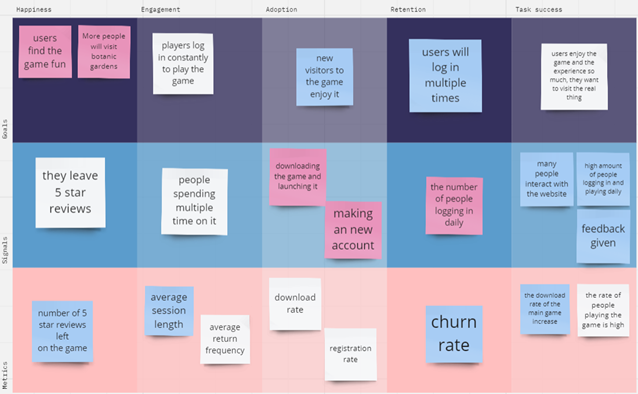 Happiness
Engagement
Adoption
Retention
Task success
Goals
users
find the
game fun
More people
will visit
botanic
gardens
players log
in constantly
to play the
game
new
visitors to
the game
enjoy it
users will
log in
multiple
times
users enjoy the
game and the
experience so
much, they want
to visit the real
thing
Signals
they leave
5 star
reviews
people
spending
multiple
time on it
downloading
the game and
launching it
making
an new
account
the number
of people
logging in
daily
many
people
interact with
the website
high amount
of people
logging in and
playing daily
feedback
given
Metrics
number of 5
star reviews
left
on the game
average
session
length
average
return
frequency
download
rate
registration
rate
churn
rate
the download
rate of the
main game
increase
the rate of
people
playing the
game is high